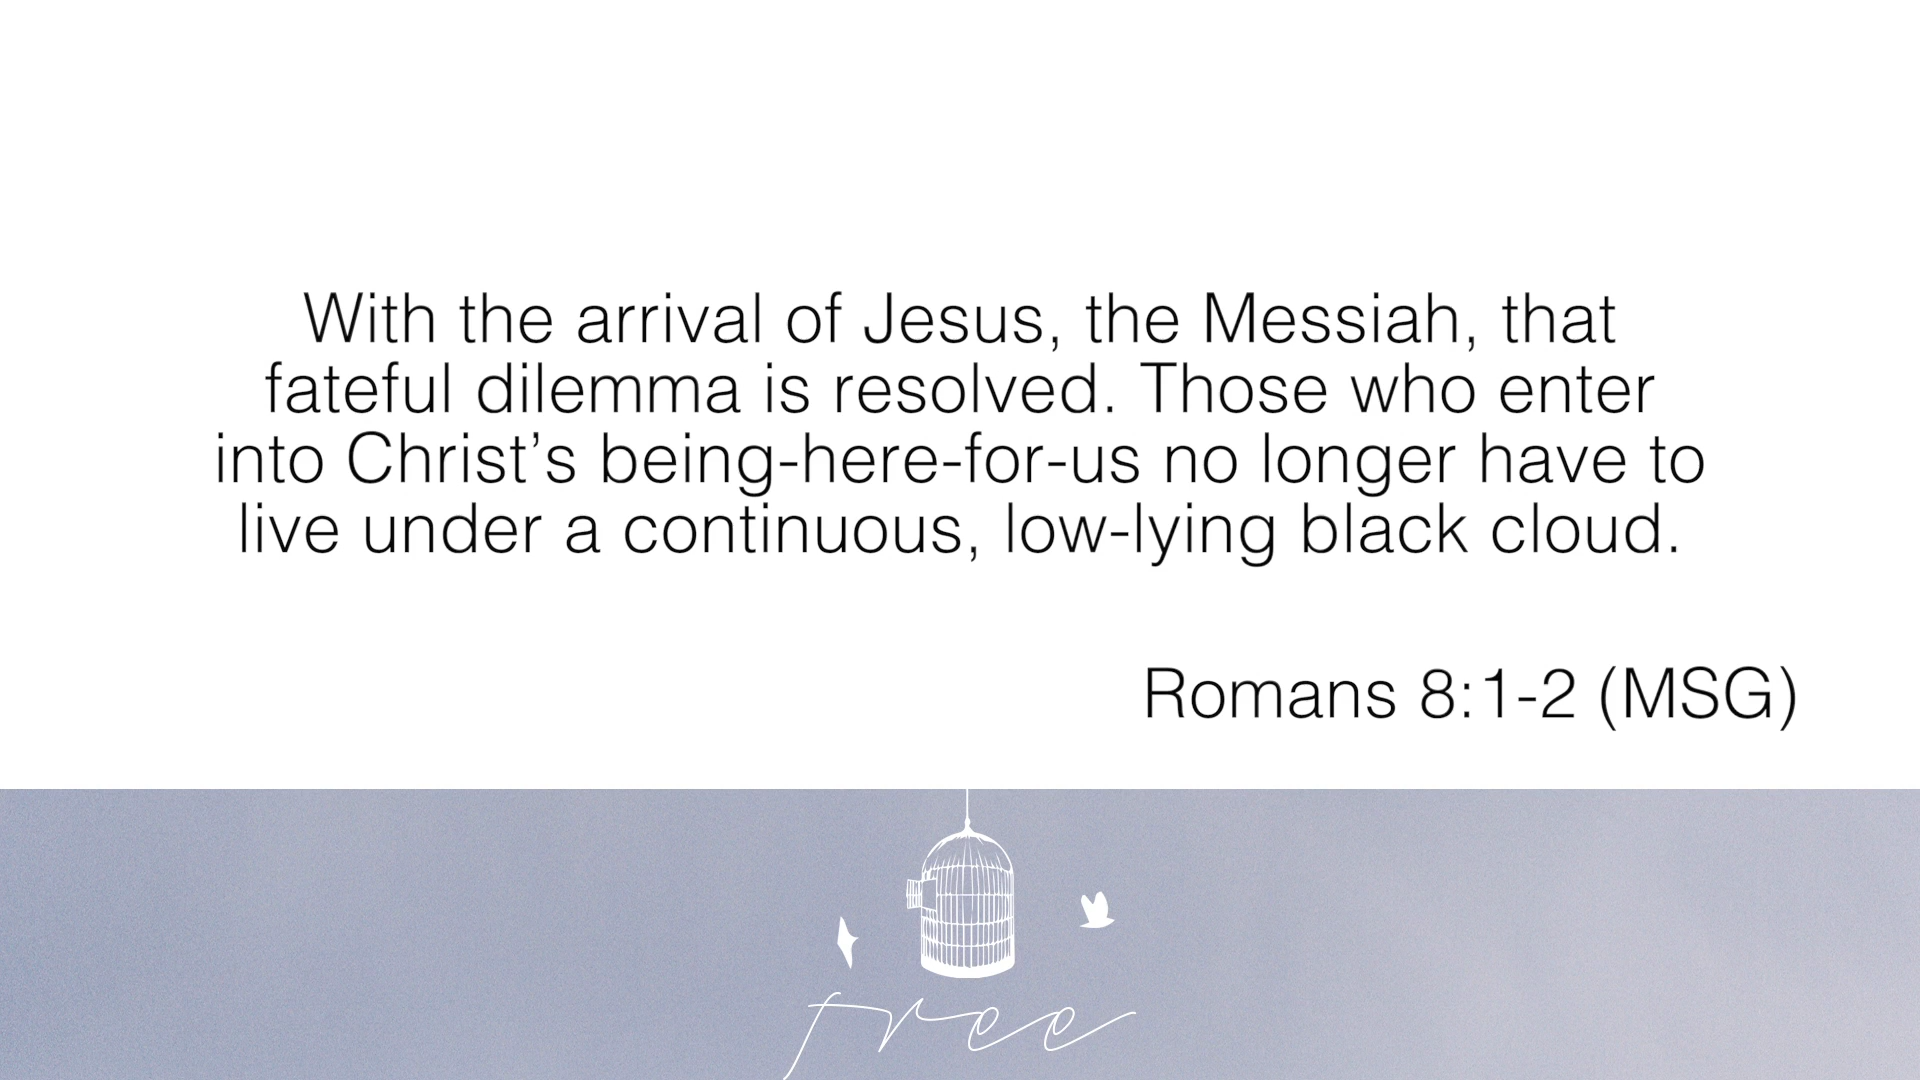 With the arrival of Jesus, the Messiah, that
fateful dilemma is resolved. Those who enter
into Christ’s being-here-for-us no longer have to
live under a continuous, low-lying black cloud.
Romans 8:1-2 (MSG)
free